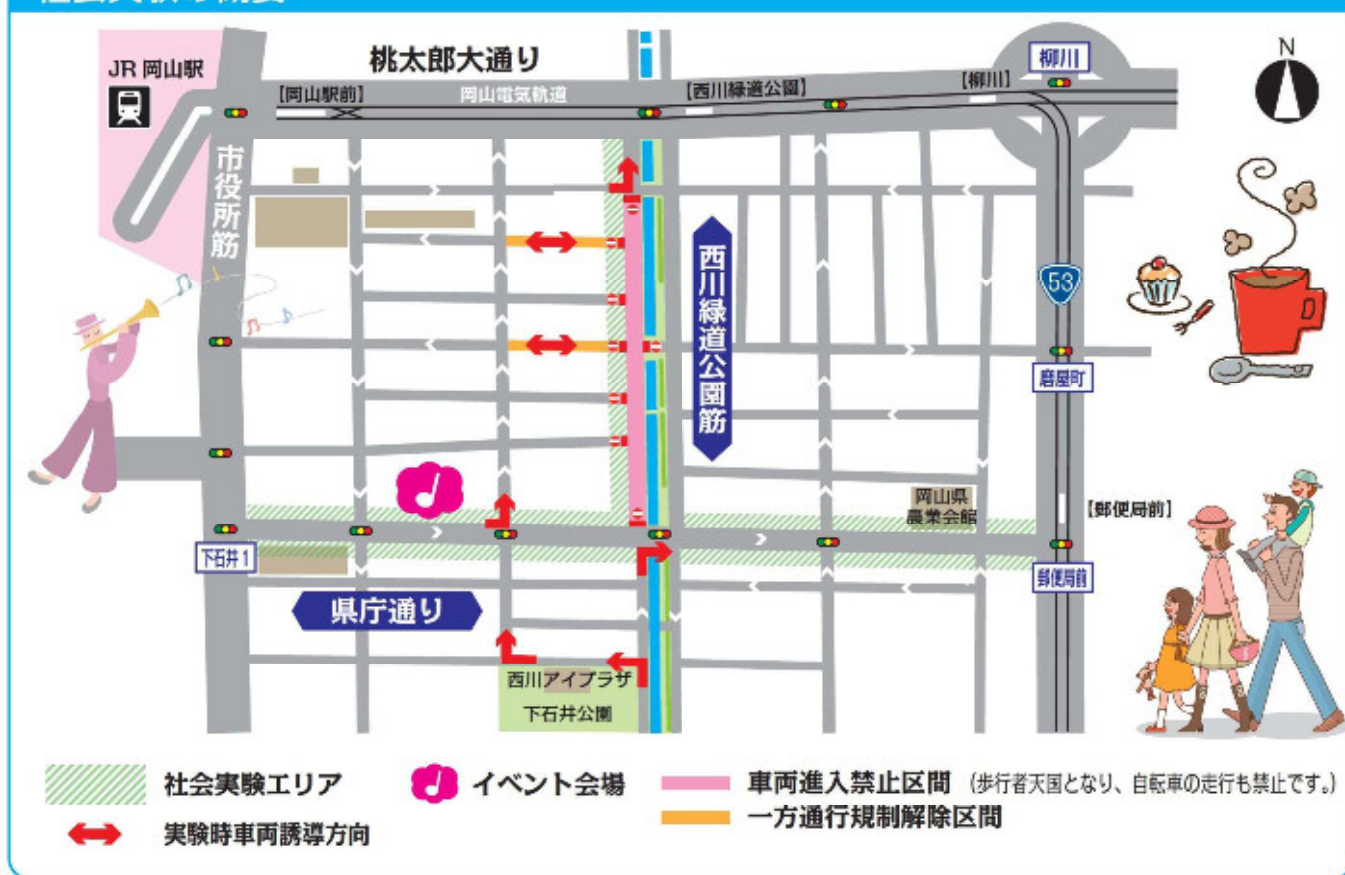 JR 岡山駅
桃太郎大通り
柳川
N
【岡山駅前】
岡山電気軌道
【西川緑道公園】
【柳川】
市役所筋
西川緑道公園筋
53
磨屋町
岡山県
農業会館
【郵便局前】
下石井1
郵便局前
県庁通り
西川アイプラザ
下石井公園
社会実験エリア
イベント会場
車両進入禁止区間 (歩行者天国となり、自転車の走行も禁止です。)
実験時車両誘導方向
一方通行規制解除区間